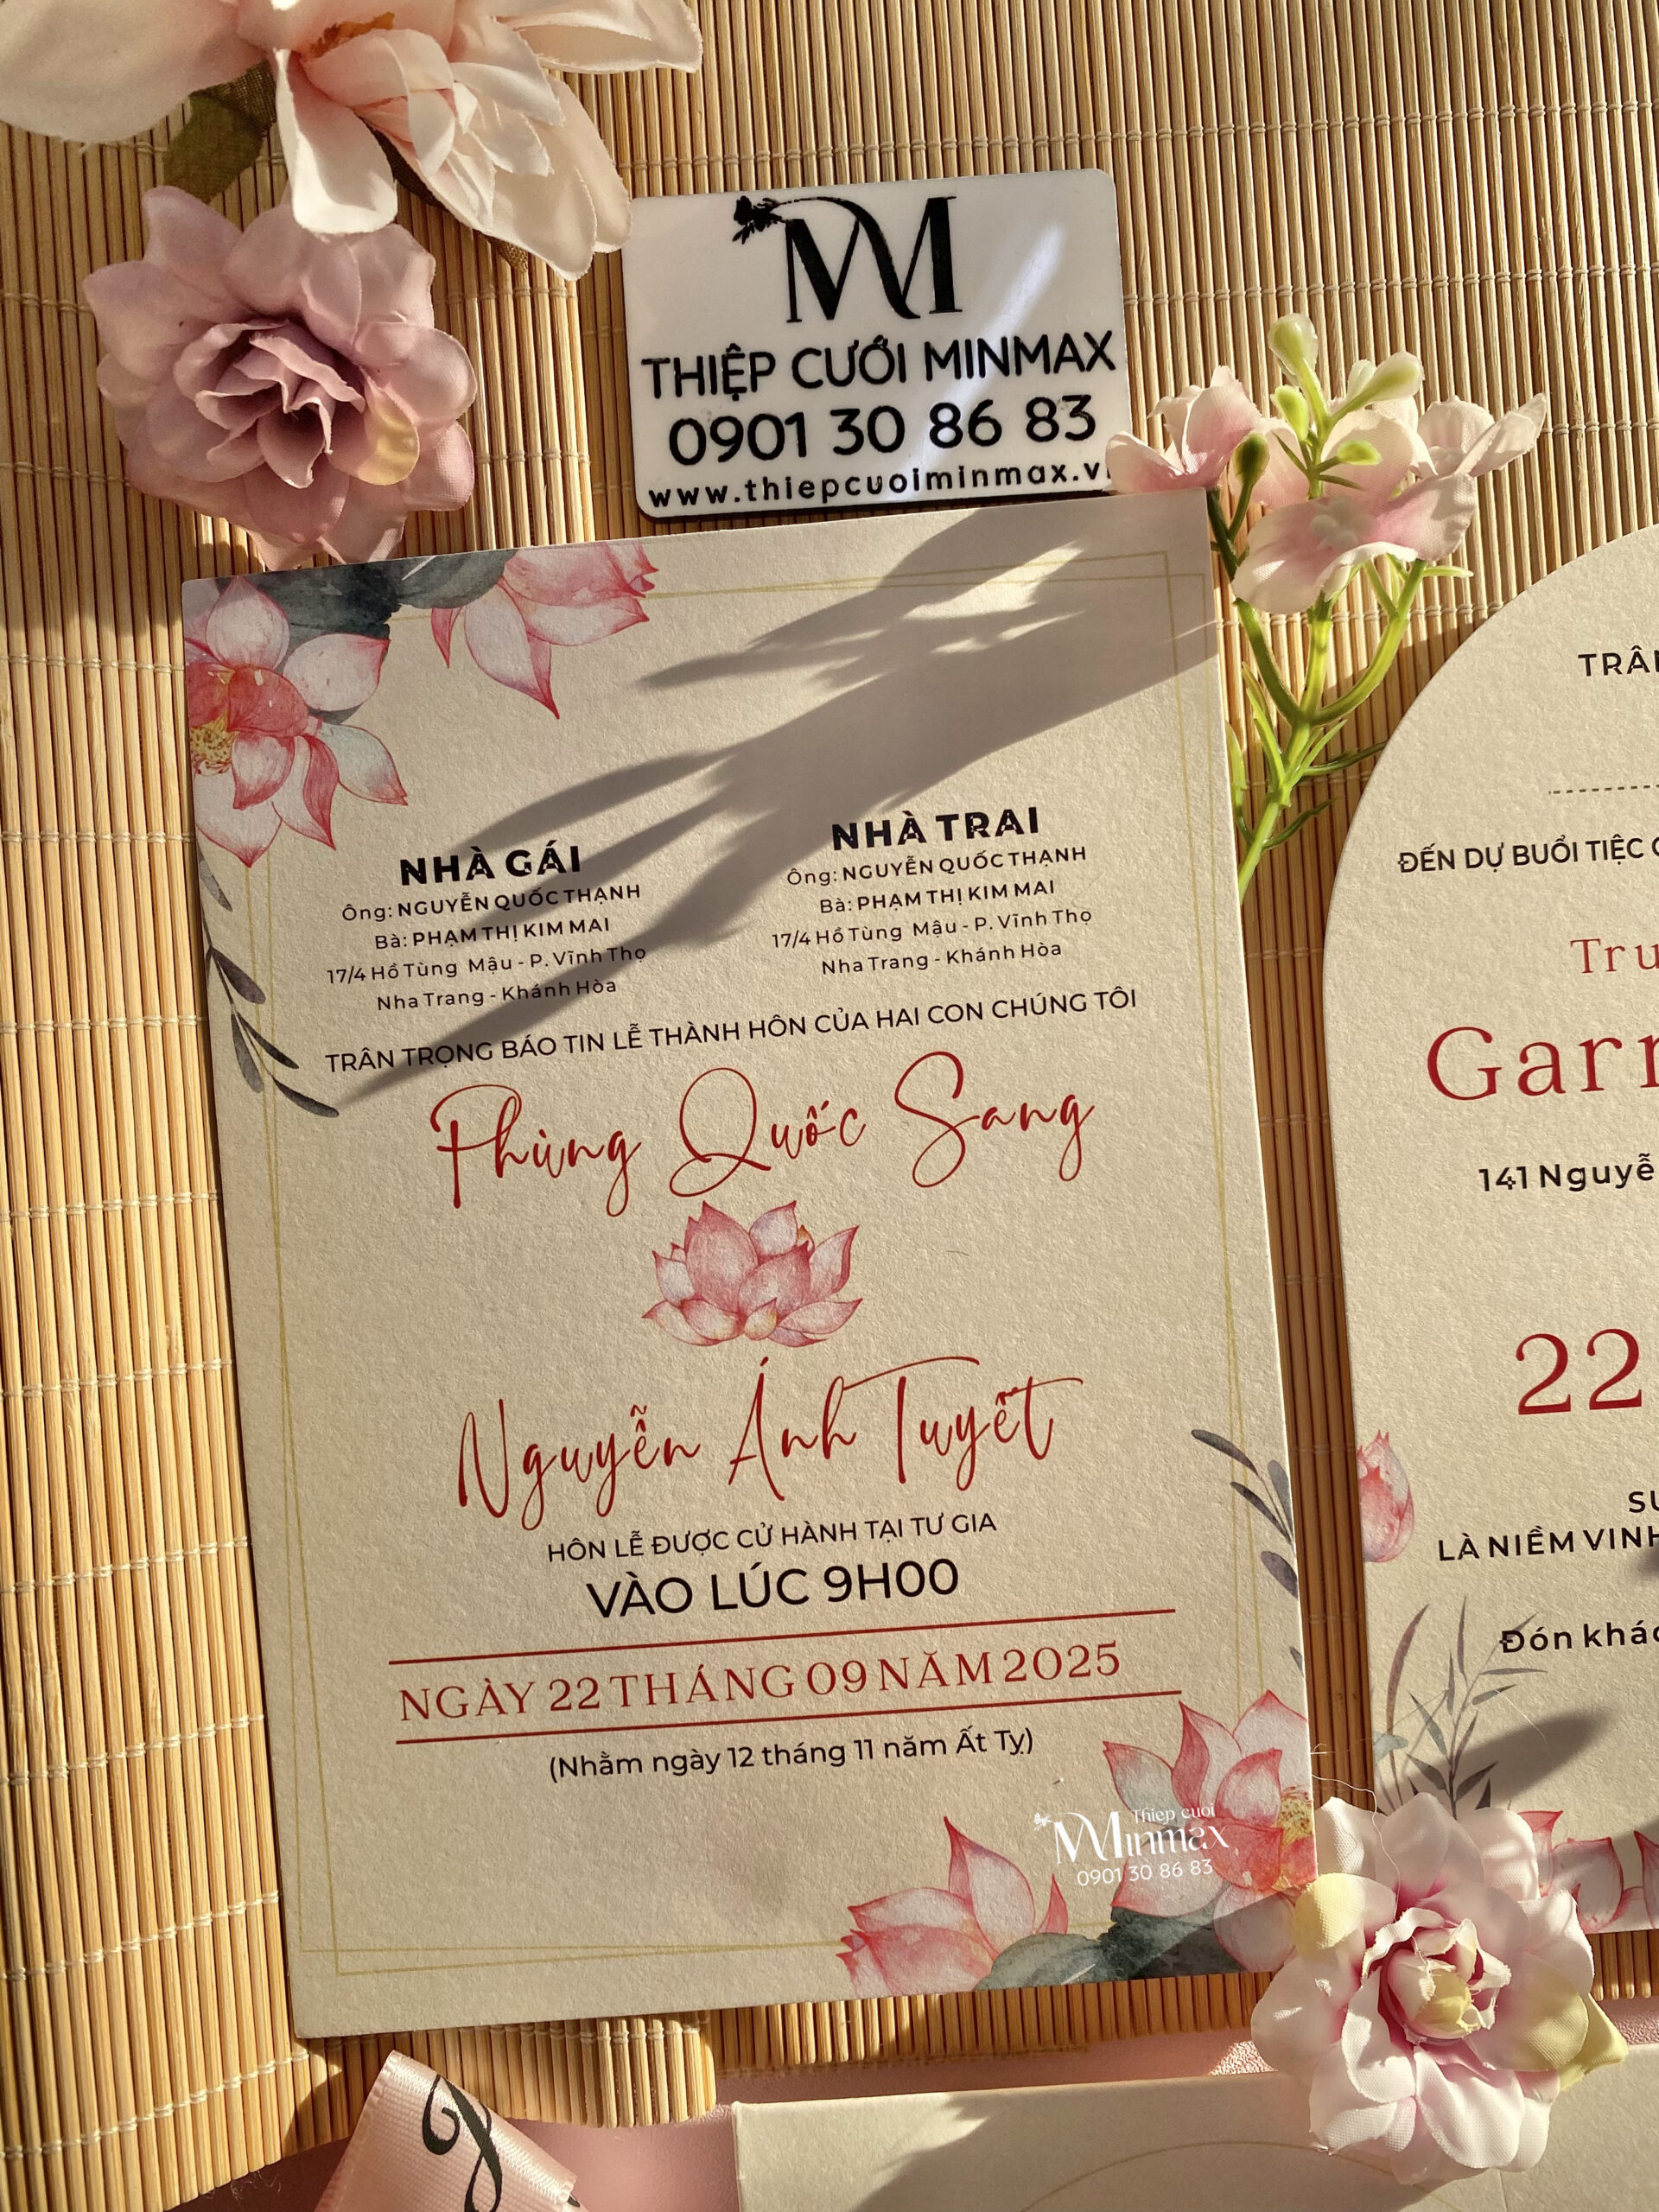 THIỆP CƯỚI MINMAX
0901 30 86 83
www.thiepcuoiminmax.v
NHÀ GÁI
Ông: NGUYỄN QUỐC THẠNH
Bà: PHẠM THỊ KIM MAI
17/4 Hồ Tùng Mậu - P. Vĩnh Thọ
Nha Trang - Khánh Hòa
NHÀ TRAI
Ông: NGUYỄN QUỐC THẠNH
Bà: PHẠM THỊ KIM MAI
17/4 Hồ Tùng Mậu - P. Vĩnh Thọ
Nha Trang - Khánh Hòa
TRÂN TRỌNG BÁO TIN LỄ THÀNH HÔN CỦA HAI CON CHÚNG TÔI
Phùng Quốc Sang
Nguyễn Ánh Tuyết
HÔN LỄ ĐƯỢC CỬ HÀNH TẠI TƯ GIA
VÀO LÚC 9H00
NGÀY 22 THÁNG 09 NĂM 2025
(Nhằm ngày 12 tháng 11 năm Ất Tỵ)
Thiep cuoi
Minmax
0901 30 86 83
TRÂ
ĐẾN DỰ BUỔI TIỆC
Tru
Gar
141 Nguyễ
22
SU
LÀ NIỀM VINH
Đón khác